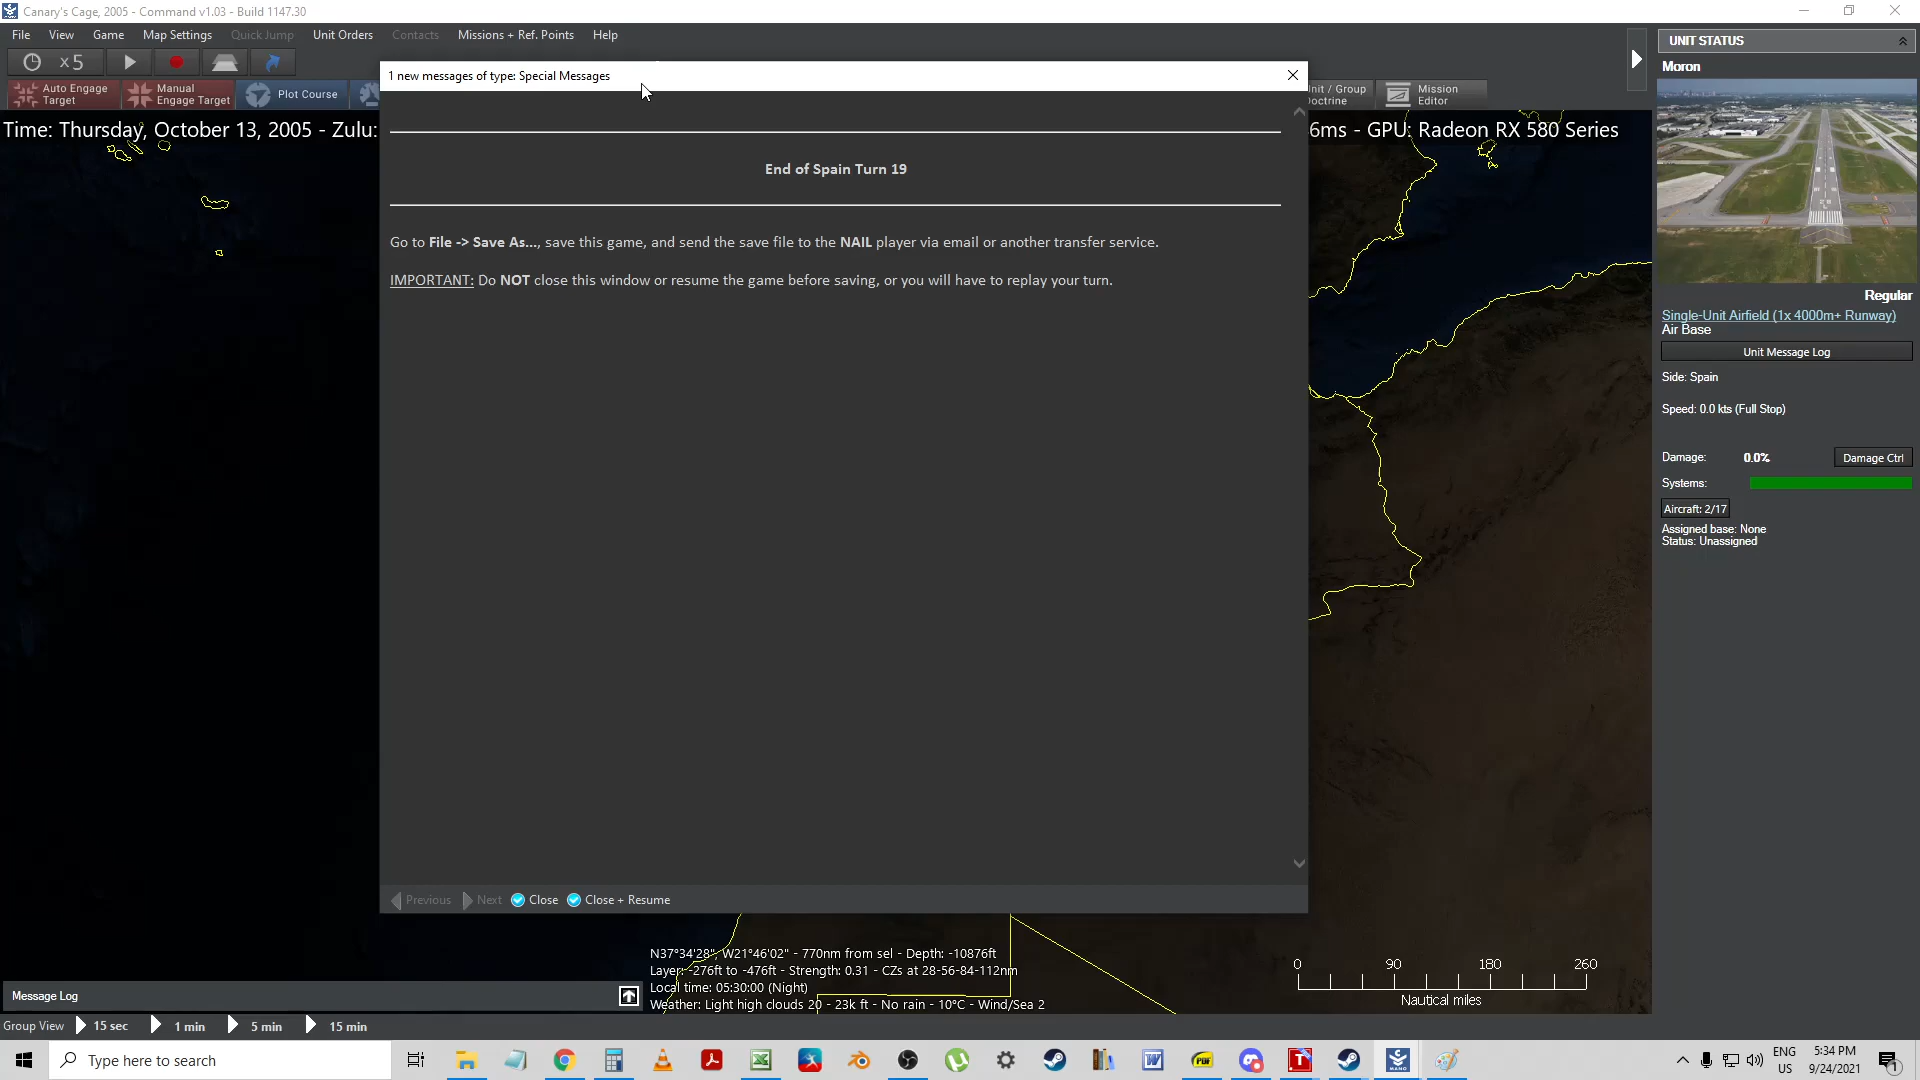 Canary's Cage, 2005 - Command v1.03 - Build 1147.30
File View Game Map Settings Quick Jump Unit Orders Contacts Missions + Ref. Points Help
x 5
Auto Engage Target
Manual Engage Target
Plot Course
Unit / Group Doctrine
Mission Editor
Time: Thursday, October 13, 2005 - Zulu:
6ms - GPU: Radeon RX 580 Series
1 new messages of type: Special Messages
End of Spain Turn 19
Go to File -> Save As..., save this game, and send the save file to the NAIL player via email or another transfer service.
IMPORTANT: Do NOT close this window or resume the game before saving, or you will have to replay your turn.
Previous Next Close Close + Resume
UNIT STATUS
Moron
Regular
Single-Unit Airfield (1x 4000m+ Runway)
Air Base
Unit Message Log
Side: Spain
Speed: 0.0 kts (Full Stop)
Damage: 0.0% Damage Ctrl
Systems:
Aircraft: 2/17
Assigned base: None
Status: Unassigned
N37°34'28", W21°46'02" - 770nm from sel - Depth: -10876ft
Layer: -276ft to -476ft - Strength: 0.31 - CZs at 28-56-84-112nm
Local time: 05:30:00 (Night)
Weather: Light high clouds 20 - 23k ft - No rain - 10°C - Wind/Sea 2
0 90 180 260
Nautical miles
Message Log
Group View 15 sec 1 min 5 min 15 min
Type here to search
ENG
US
5:34 PM
9/24/2021
1